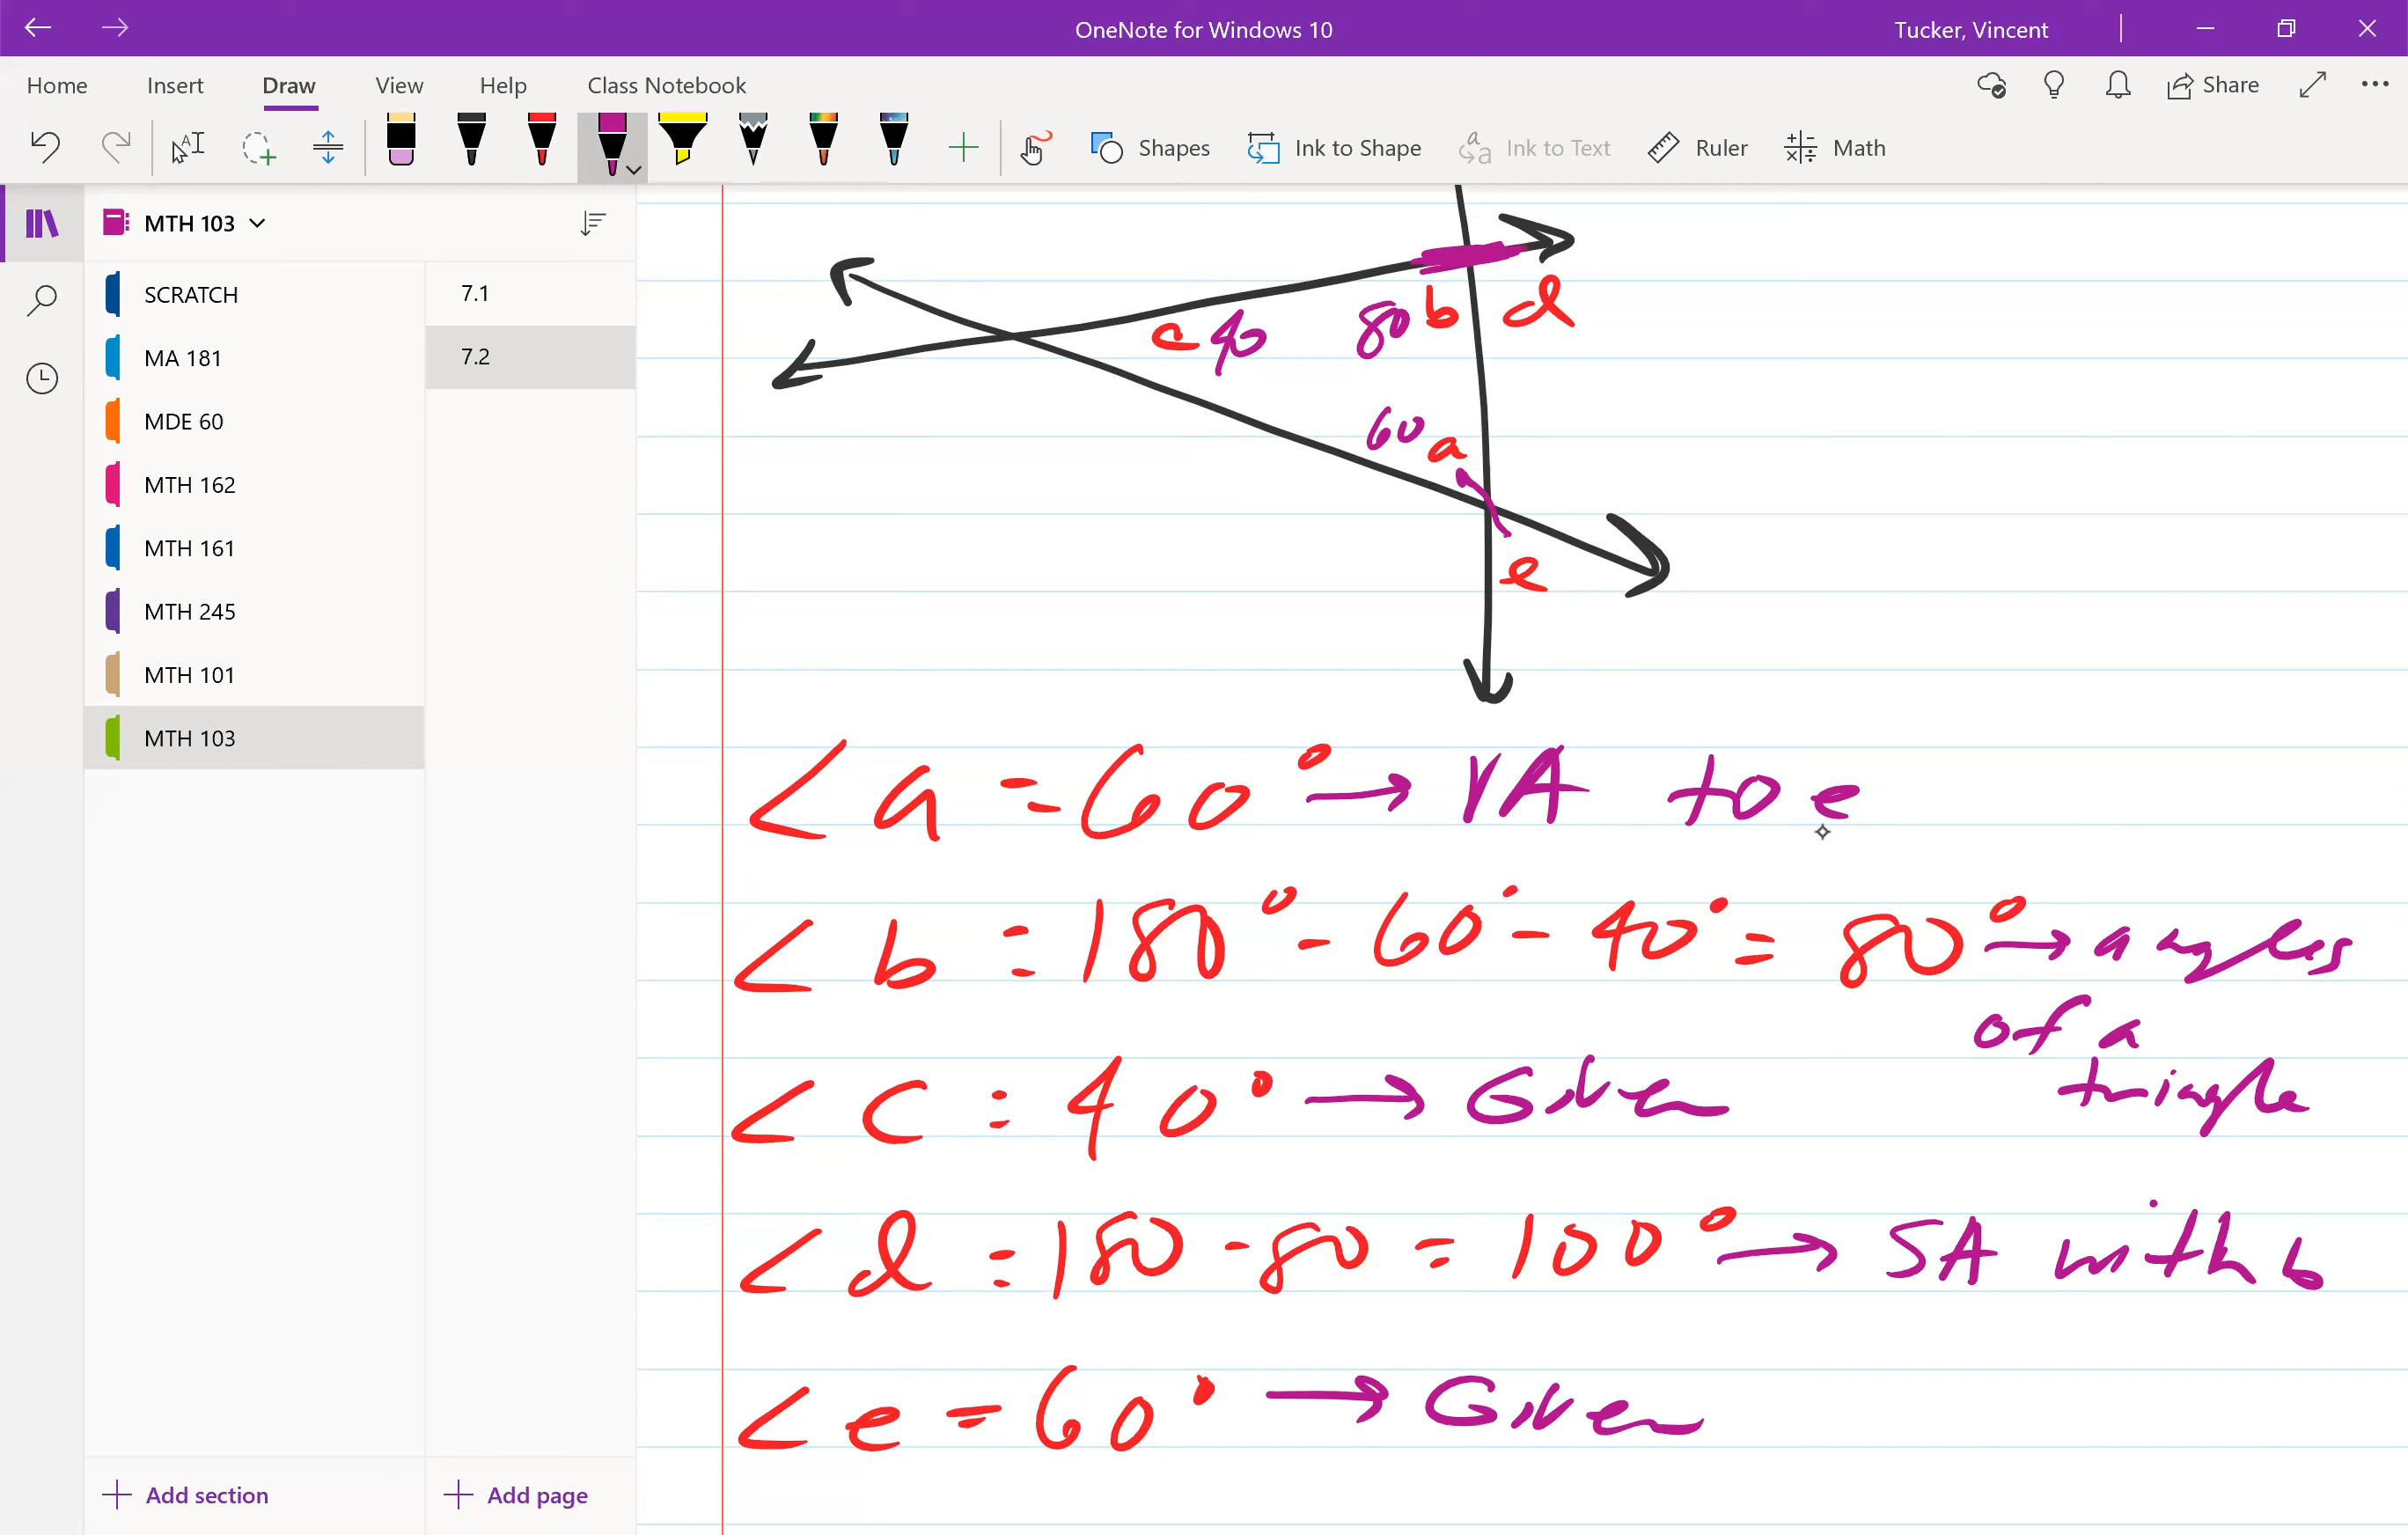 OneNote for Windows 10
Tucker, Vincent
Home Insert Draw View Help Class Notebook
Share
Shapes Ink to Shape Ink to Text Ruler Math
MTH 103
SCRATCH
MA 181
MDE 60
MTH 162
MTH 161
MTH 245
MTH 101
MTH 103
Add section
7.1
7.2
Add page
c 40 80 b d
60 a
e
<a = 60° → VA to e
<b = 180° - 60° - 40° = 80° → angles
of a
triangle
<c = 40° → Given
<d = 180 - 80 = 100° → SA with b
<e = 60° → Given